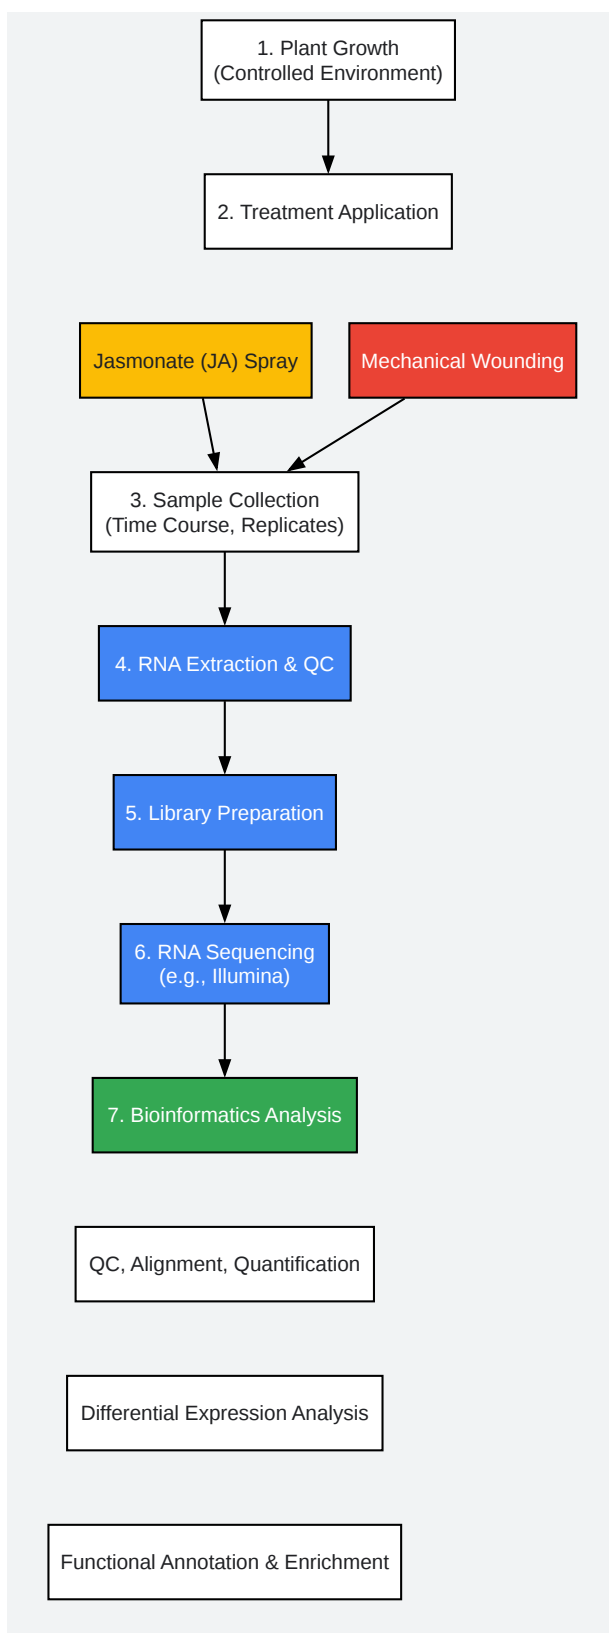 1. Plant Growth
(Controlled Environment)
2. Treatment Application
Jasmonate (JA) Spray
Mechanical Wounding
3. Sample Collection
(Time Course, Replicates)
4. RNA Extraction & QC
5. Library Preparation
6. RNA Sequencing
(e.g., Illumina)
7. Bioinformatics Analysis
QC, Alignment, Quantification
Differential Expression Analysis
Functional Annotation & Enrichment